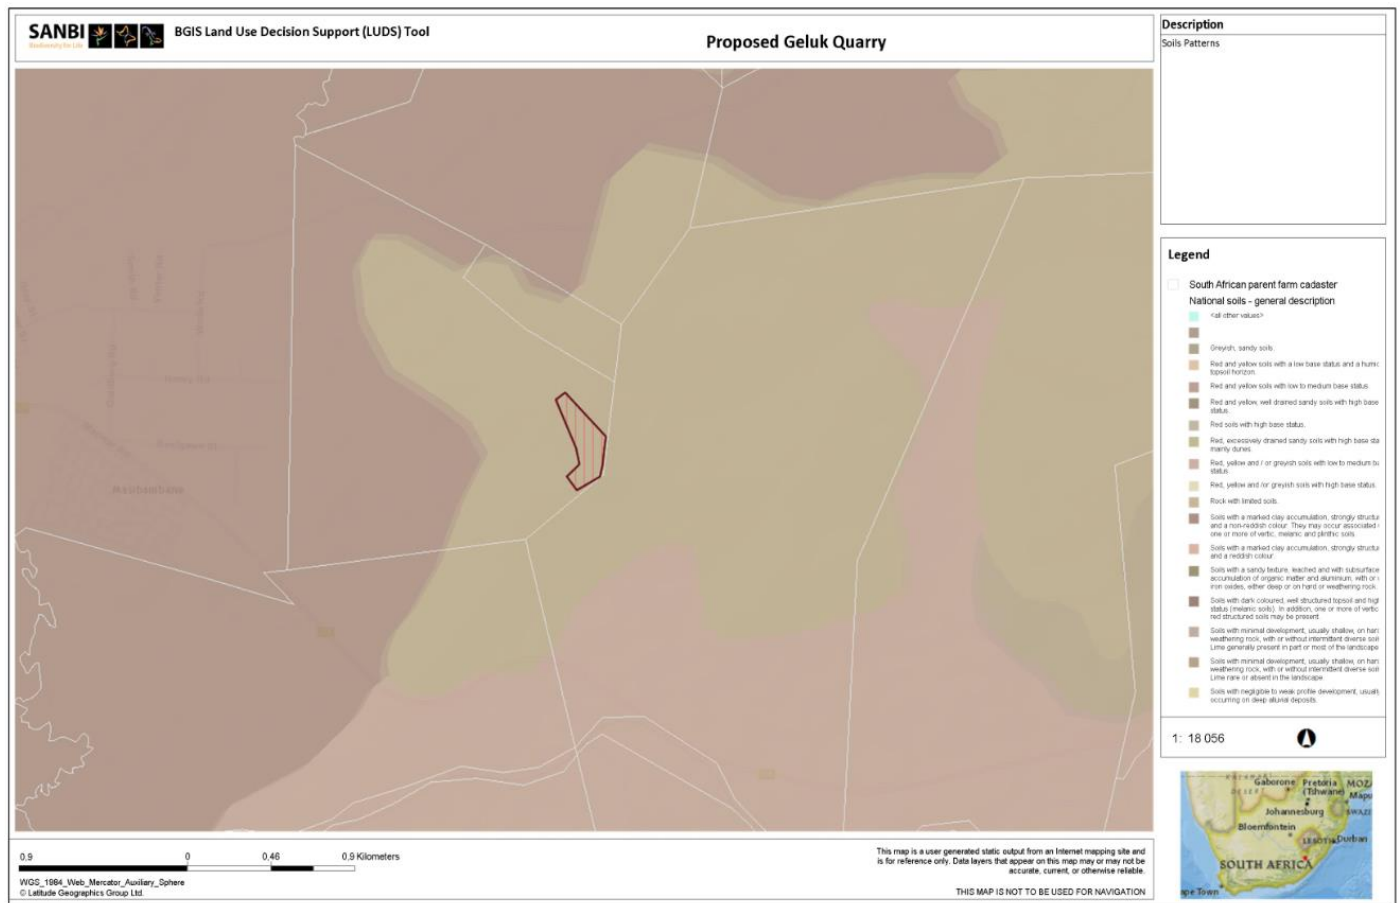 SANBI
Biodiversity for Life
BGIS Land Use Decision Support (LUDS) Tool
Proposed Geluk Quarry
Description
Soils Patterns
Legend
South African parent farm cadaster
National soils - general description
<all other values>
Greyish, sandy soils.
Red and yellow soils with a low base status and a humic
topsoil horizon.
Red and yellow soils with low to medium base status.
Red and yellow, well drained sandy soils with high base
status.
Red soils with high base status.
Red, excessively drained sandy soils with high base sta
mainly dunes.
Red, yellow and / or greyish soils with low to medium ba
status.
Red, yellow and /or greyish soils with high base status.
Rock with limited soils.
Soils with a marked clay accumulation, strongly structu
and a non-reddish colour. They may occur associated
one or more of vertic, melanic and plinthic soils.
Soils with a marked clay accumulation, strongly structu
and a reddish colour.
Soils with a sandy texture, leached and with subsurface
accumulation of organic matter and aluminium, with or
iron oxides, either deep or on hard or weathering rock.
Soils with dark coloured, well structured topsoil and high
status (melanic soils). In addition, one or more of vertic
red structured soils may be present.
Soils with minimal development, usually shallow, on hard
weathering rock, with or without intermittent diverse soil
Lime generally present in part or most of the landscape.
Soils with minimal development, usually shallow, on hard
weathering rock, with or without intermittent diverse soil
Lime rare or absent in the landscape.
Soils with negligible to weak profile development, usually
occurring on deep alluvial deposits.
1: 18 056
Gaborone Pretoria MOZ
DESERT (Tshwane) Mapu
Johannesburg SWAZI
Bloemfontein
LESOTHO Durban
SOUTH AFRICA
ape Town
0,9 0 0,46 0,9 Kilometers
WGS_1984_Web_Mercator_Auxiliary_Sphere
© Latitude Geographics Group Ltd.
This map is a user generated static output from an Internet mapping site and
is for reference only. Data layers that appear on this map may or may not be
accurate, current, or otherwise reliable.
THIS MAP IS NOT TO BE USED FOR NAVIGATION